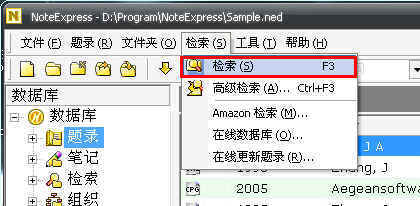 NoteExpress - D:\Program\NoteExpress\Sample.ned
文件(F) 题录(R) 文件夹(O) 检索(S) 工具(T) 帮助(H)
检索(S) F3
高级检索(A)... Ctrl+F3
Amazon 检索(M)...
在线数据库(O)...
在线更新题录(R)...
数据库
数据库
题录
笔记
检索
组织
J A
J
2005 Aegeansoftwa